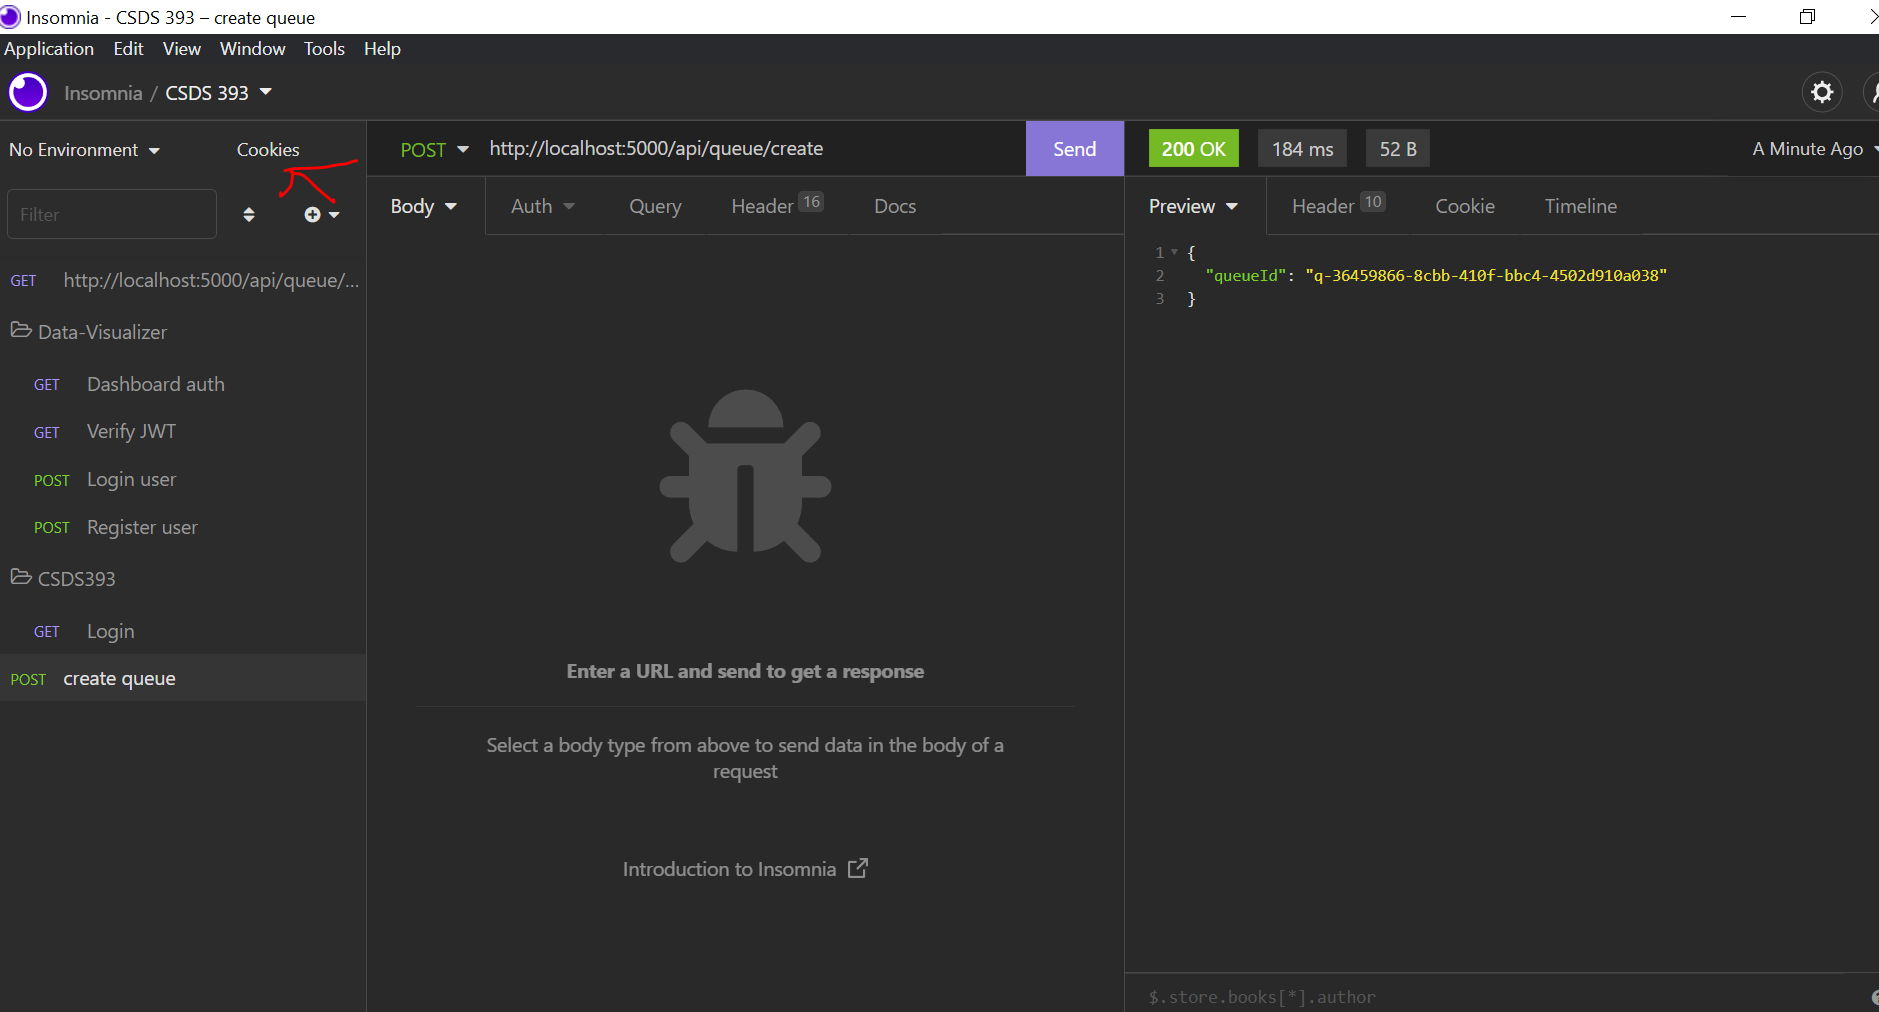 Insomnia - CSDS 393 – create queue
Application Edit View Window Tools Help
Insomnia / CSDS 393
No Environment Cookies
POST http://localhost:5000/api/queue/create Send
200 OK 184 ms 52 B A Minute Ago
Filter
Body Auth Query Header 16 Docs
Preview Header 10 Cookie Timeline
1 {
2 "queueId": "q-36459866-8cbb-410f-bbc4-4502d910a038"
3 }
GET http://localhost:5000/api/queue/...
Data-Visualizer
GET Dashboard auth
GET Verify JWT
POST Login user
POST Register user
CSDS393
GET Login
POST create queue
Enter a URL and send to get a response
Select a body type from above to send data in the body of a
request
Introduction to Insomnia
$.store.books[*].author